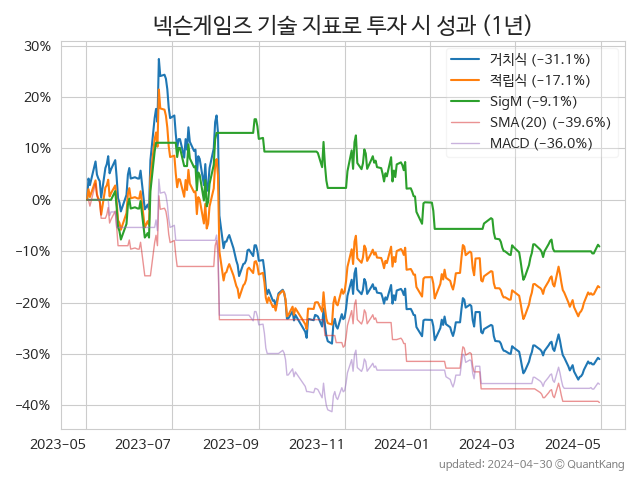 넥슨게임즈 기술 지표로 투자 시 성과 (1년)
30%
20%
10%
0%
−10%
−20%
−30%
−40%
거치식 (−31.1%)
적립식 (−17.1%)
SigM (−9.1%)
SMA(20) (−39.6%)
MACD (−36.0%)
2023-05
2023-07
2023-09
2023-11
2024-01
2024-03
2024-05
updated: 2024-04-30 © QuantKang